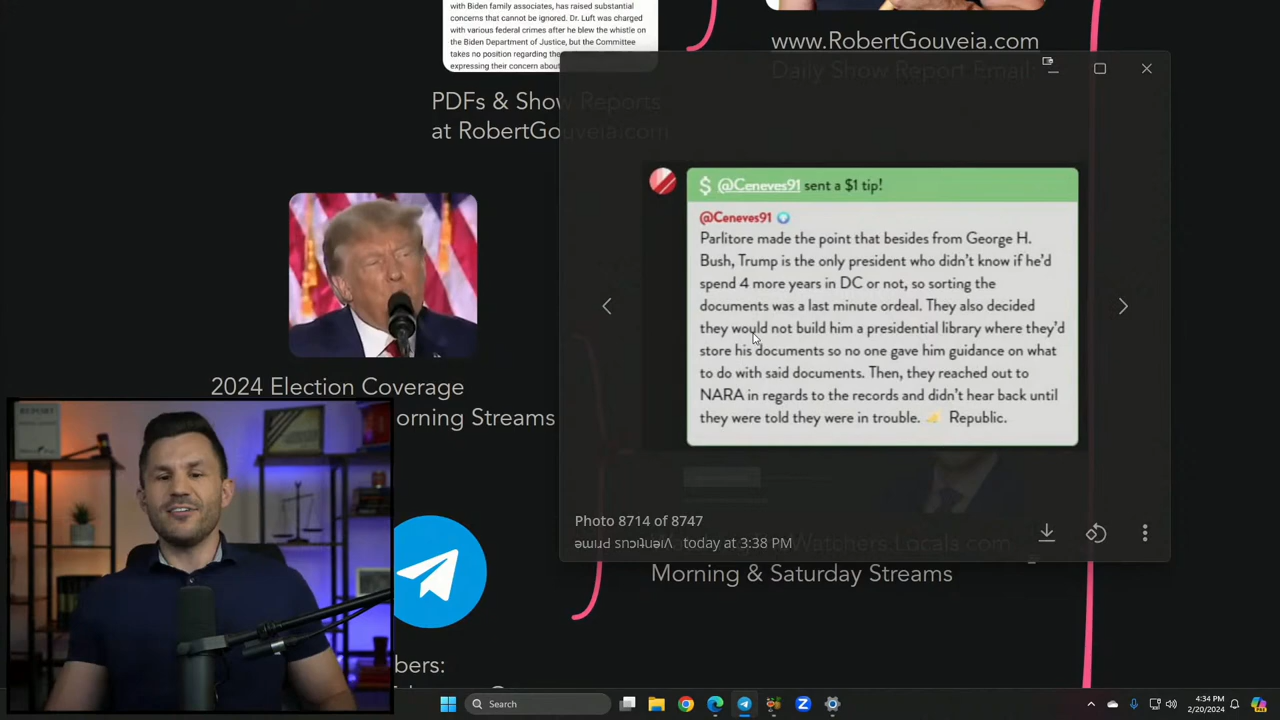 with Biden family associates, has raised substantial
concerns that cannot be ignored. Dr. Luft was charged
with various federal crimes after he blew the whistle on
the Biden Department of Justice, but the Committee
takes no position regarding the
expressing their concern about
PDFs & Show Reports
at RobertGouveia.com
www.RobertGouveia.com
Daily Show Report Email
$ @Ceneves91 sent a $1 tip!
@Ceneves91
Parlitore made the point that besides from George H.
Bush, Trump is the only president who didn't know if he'd
spend 4 more years in DC or not, so sorting the
documents was a last minute ordeal. They also decided
they would not build him a presidential library where they'd
store his documents so no one gave him guidance on what
to do with said documents. Then, they reached out to
NARA in regards to the records and didn't hear back until
they were told they were in trouble. Republic.
2024 Election Coverage
orning Streams
Photo 8714 of 8747
Vienticus Prime today at 3:38 PM
Watchers.Locals.com
Morning & Saturday Streams
REPORT
bers:
Search
4:34 PM
2/20/2024